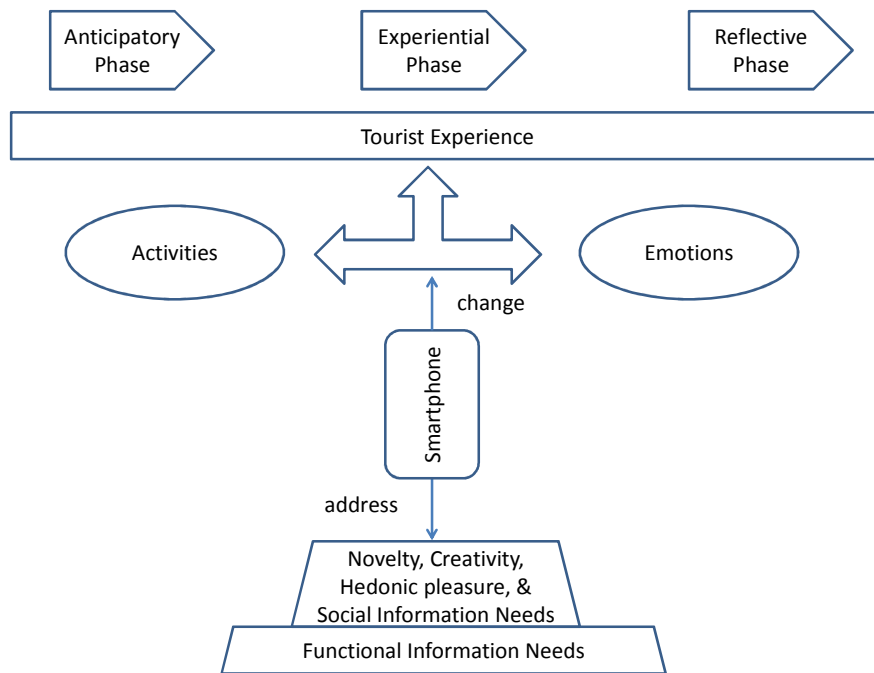 Anticipatory
Phase
Experiential
Phase
Reflective
Phase
Tourist Experience
Activities
Emotions
change
Smartphone
address
Novelty, Creativity,
Hedonic pleasure, &
Social Information Needs
Functional Information Needs